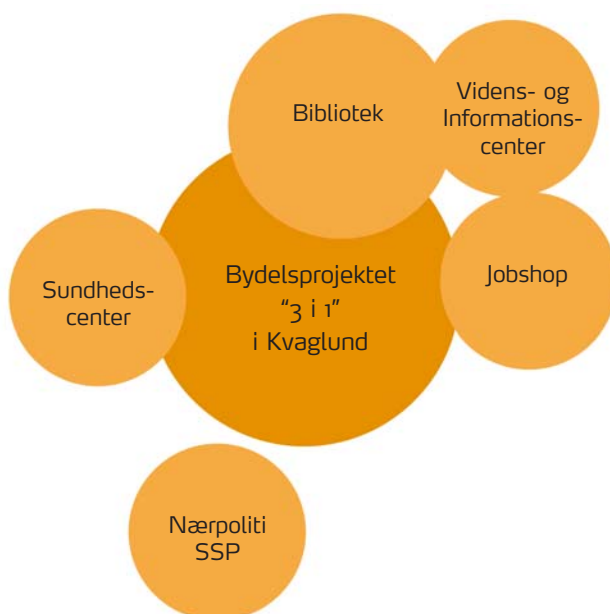 Bibliotek
Videns- og
Informations-
center
Sundheds-
center
Bydelsprojektet
“3 i 1”
i Kvaglund
Jobshop
Nærpoliti
SSP